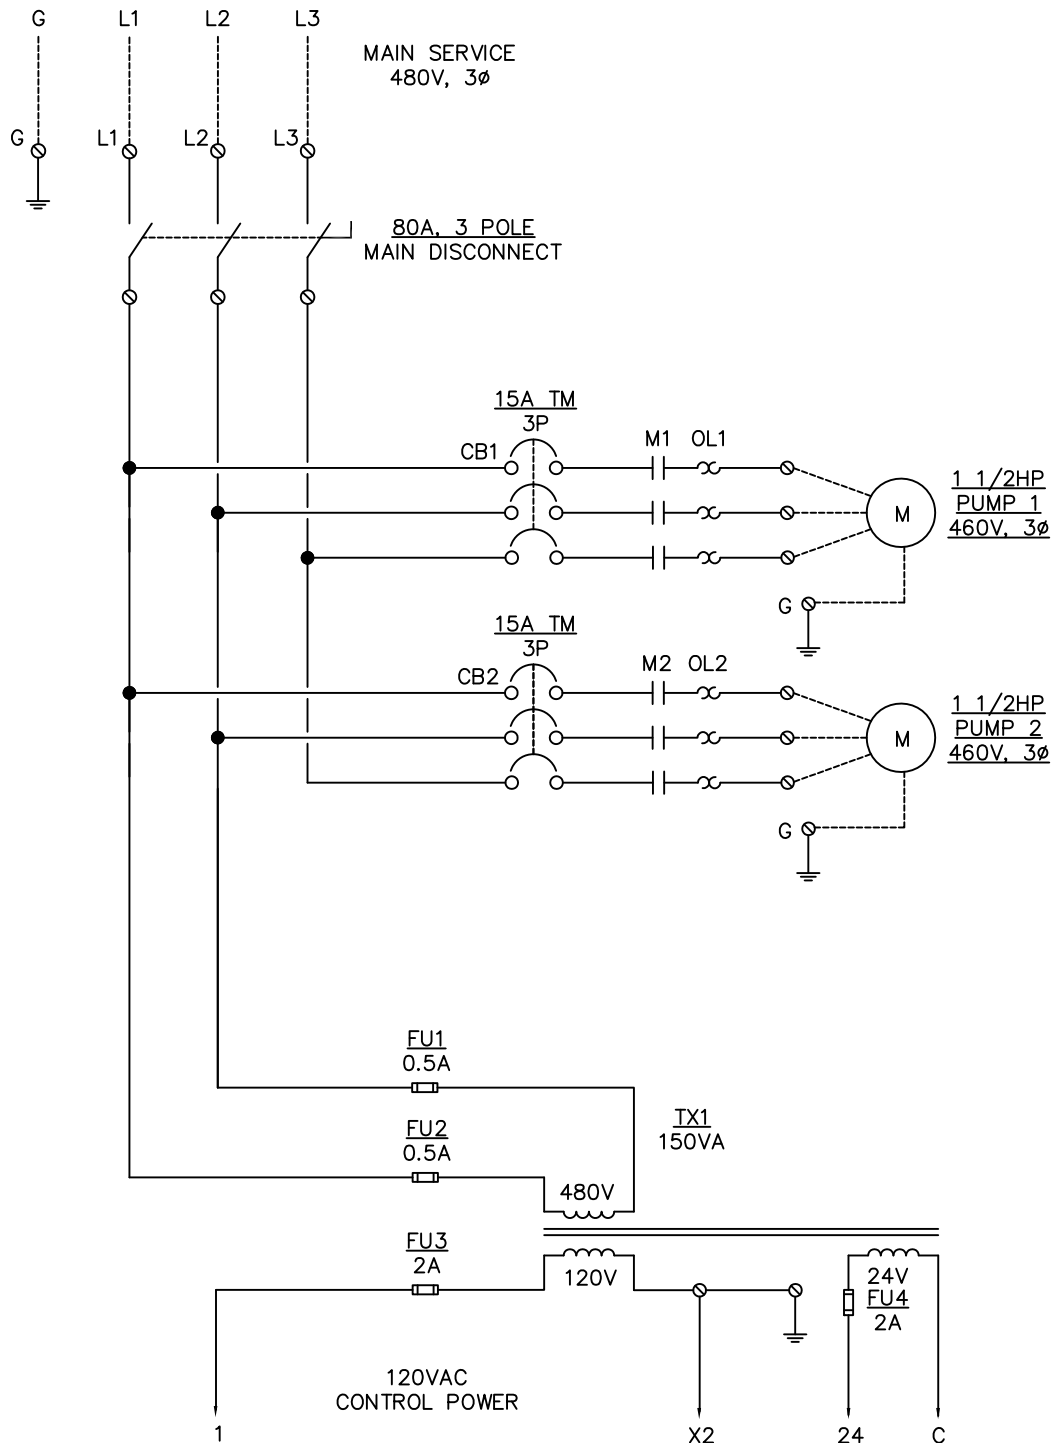 G L1 L2 L3
MAIN SERVICE
480V, 3Ø
G L1 L2 L3
80A, 3 POLE
MAIN DISCONNECT
15A TM
3P
CB1 M1 OL1
1 1/2HP
PUMP 1
460V, 3Ø
M
G
15A TM
3P
CB2 M2 OL2
1 1/2HP
PUMP 2
460V, 3Ø
M
G
FU1
0.5A
TX1
150VA
FU2
0.5A
480V
FU3
2A
120V
24V
FU4
2A
120VAC
CONTROL POWER
1 X2 24 C